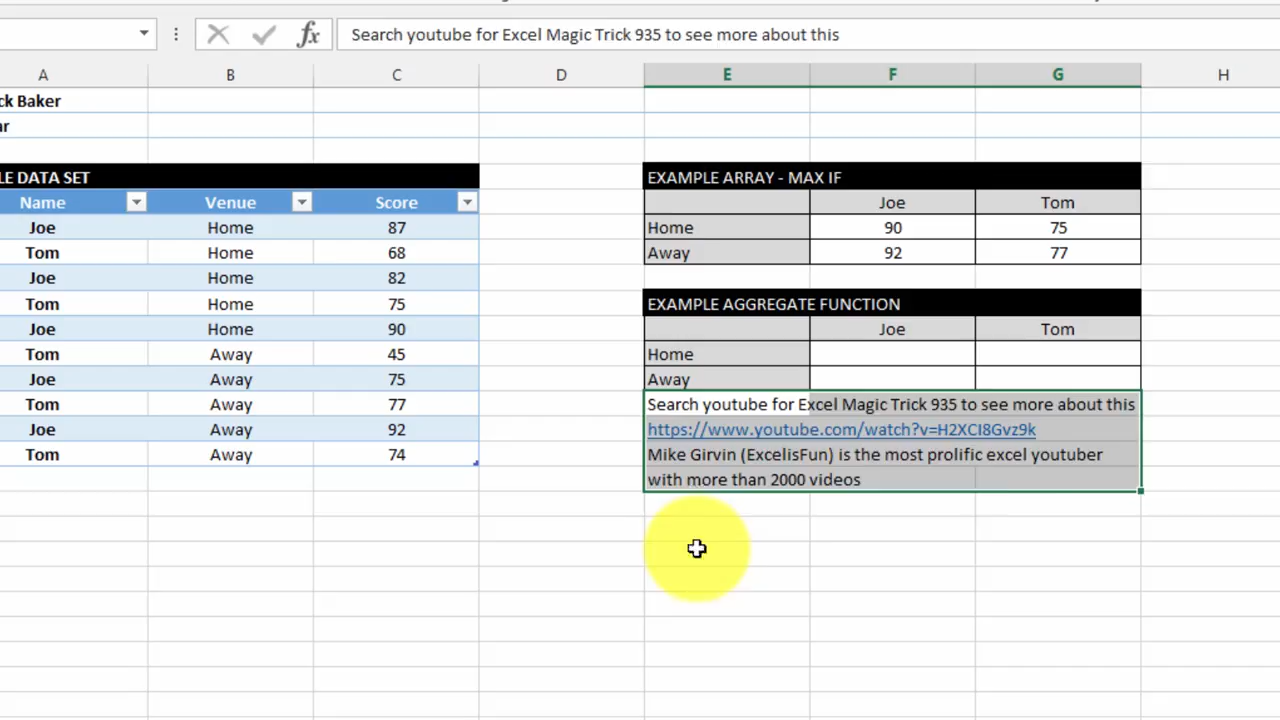 Search youtube for Excel Magic Trick 935 to see more about this
A B C D E F G H
ck Baker
ar
LE DATA SET
Name Venue Score
Joe Home 87
Tom Home 68
Joe Home 82
Tom Home 75
Joe Home 90
Tom Away 45
Joe Away 75
Tom Away 77
Joe Away 92
Tom Away 74
EXAMPLE ARRAY - MAX IF
Joe Tom
Home 90 75
Away 92 77
EXAMPLE AGGREGATE FUNCTION
Joe Tom
Home
Away
Search youtube for Excel Magic Trick 935 to see more about this
https://www.youtube.com/watch?v=H2XCI8Gvz9k
Mike Girvin (ExcelisFun) is the most prolific excel youtuber
with more than 2000 videos